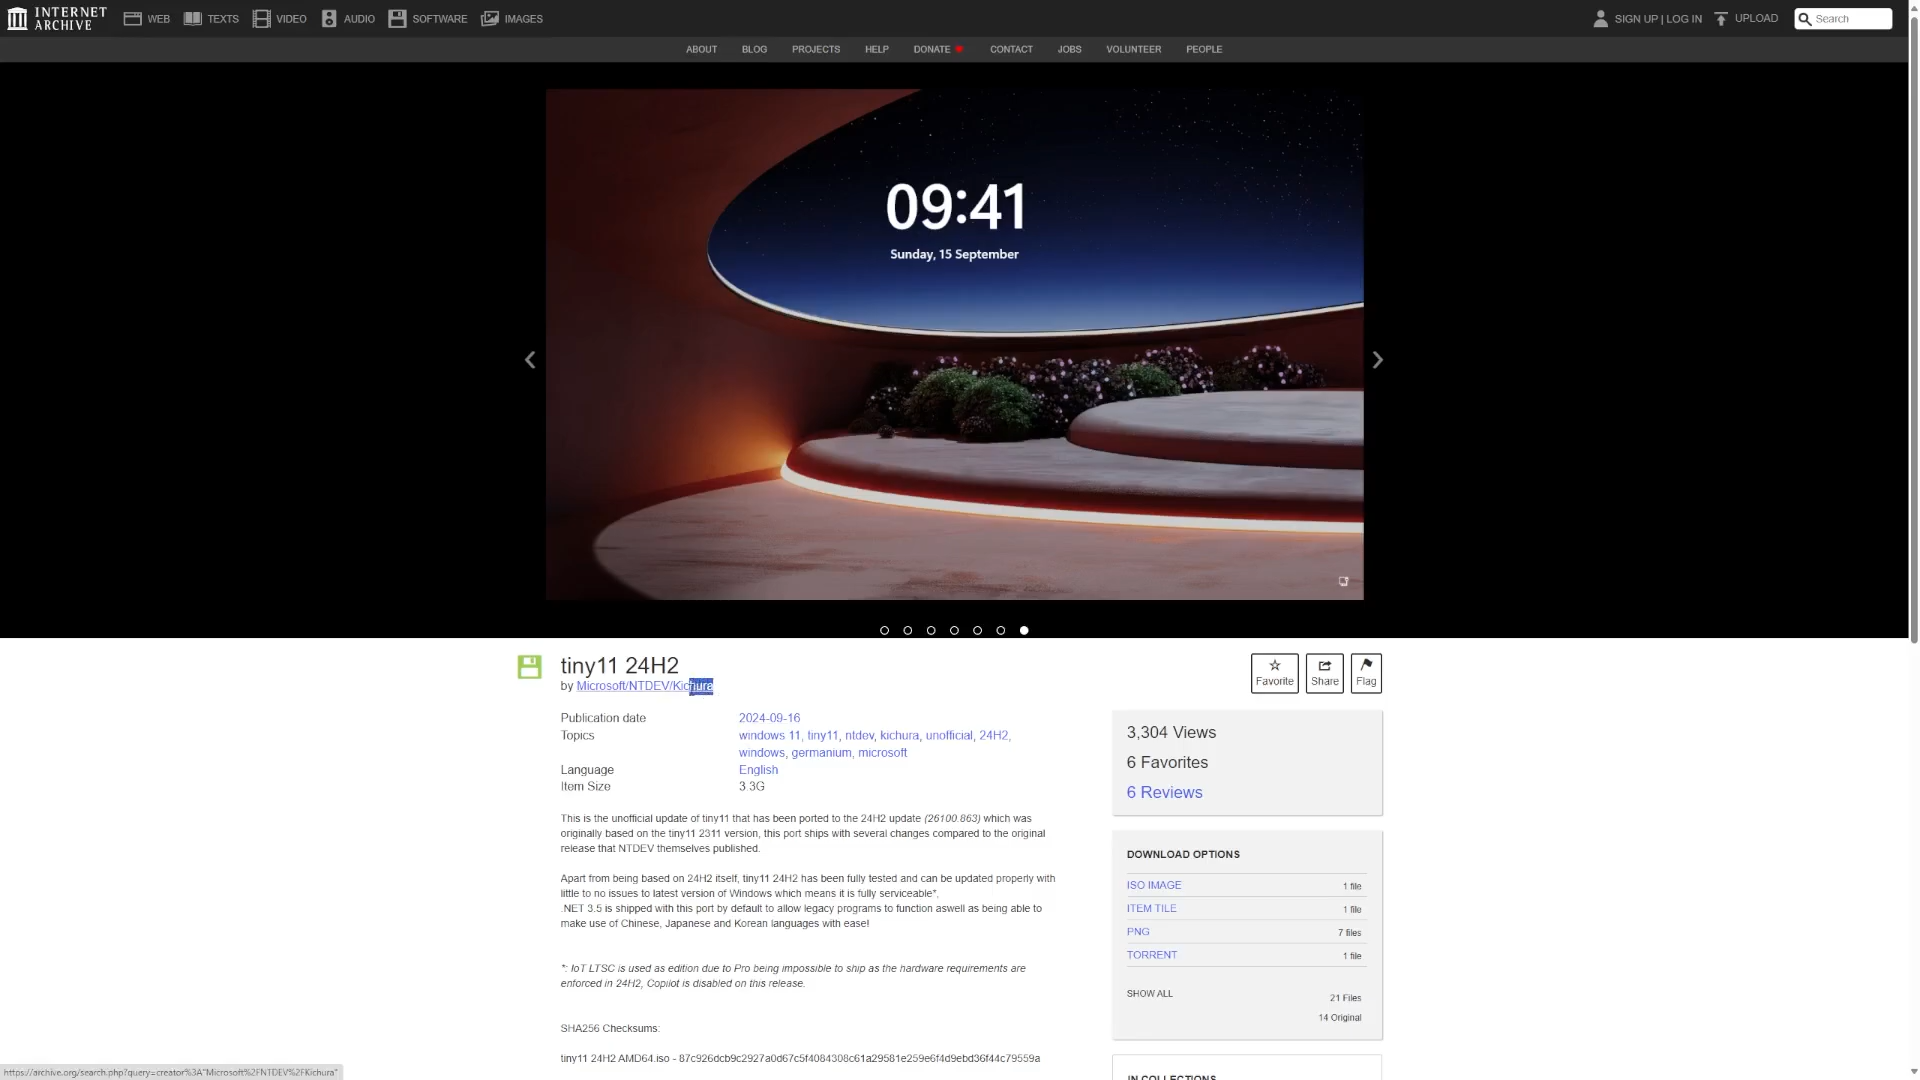 INTERNET ARCHIVE
WEB
TEXTS
VIDEO
AUDIO
SOFTWARE
IMAGES
SIGN UP | LOG IN
UPLOAD
Search
ABOUT
BLOG
PROJECTS
HELP
DONATE
CONTACT
JOBS
VOLUNTEER
PEOPLE
09:41
Sunday, 15 September
tiny11 24H2
by Microsoft/NTDEV/Kichura
Favorite
Share
Flag
Publication date 2024-09-16
Topics windows 11, tiny11, ntdev, kichura, unofficial, 24H2,
windows, germanium, microsoft
Language English
Item Size 3.3G
This is the unofficial update of tiny11 that has been ported to the 24H2 update (26100.863) which was
originally based on the tiny11 2311 version, this port ships with several changes compared to the original
release that NTDEV themselves published.
Apart from being based on 24H2 itself, tiny11 24H2 has been fully tested and can be updated properly with
little to no issues to latest version of Windows which means it is fully serviceable*,
.NET 3.5 is shipped with this port by default to allow legacy programs to function aswell as being able to
make use of Chinese, Japanese and Korean languages with ease!
*: IoT LTSC is used as edition due to Pro being impossible to ship as the hardware requirements are
enforced in 24H2, Copilot is disabled on this release.
SHA256 Checksums:
tiny11 24H2 AMD64.iso - 87c926dcb9c2927a0d67c5f4084308c61a29581e259e6f4d9ebd36f44c79559a
3,304 Views
6 Favorites
6 Reviews
DOWNLOAD OPTIONS
ISO IMAGE 1 file
ITEM TILE 1 file
PNG 7 files
TORRENT 1 file
SHOW ALL 21 Files
14 Original
IN COLLECTIONS
https://archive.org/search.php?query=creator%3A"Microsoft%2FNTDEV%2FKichura"